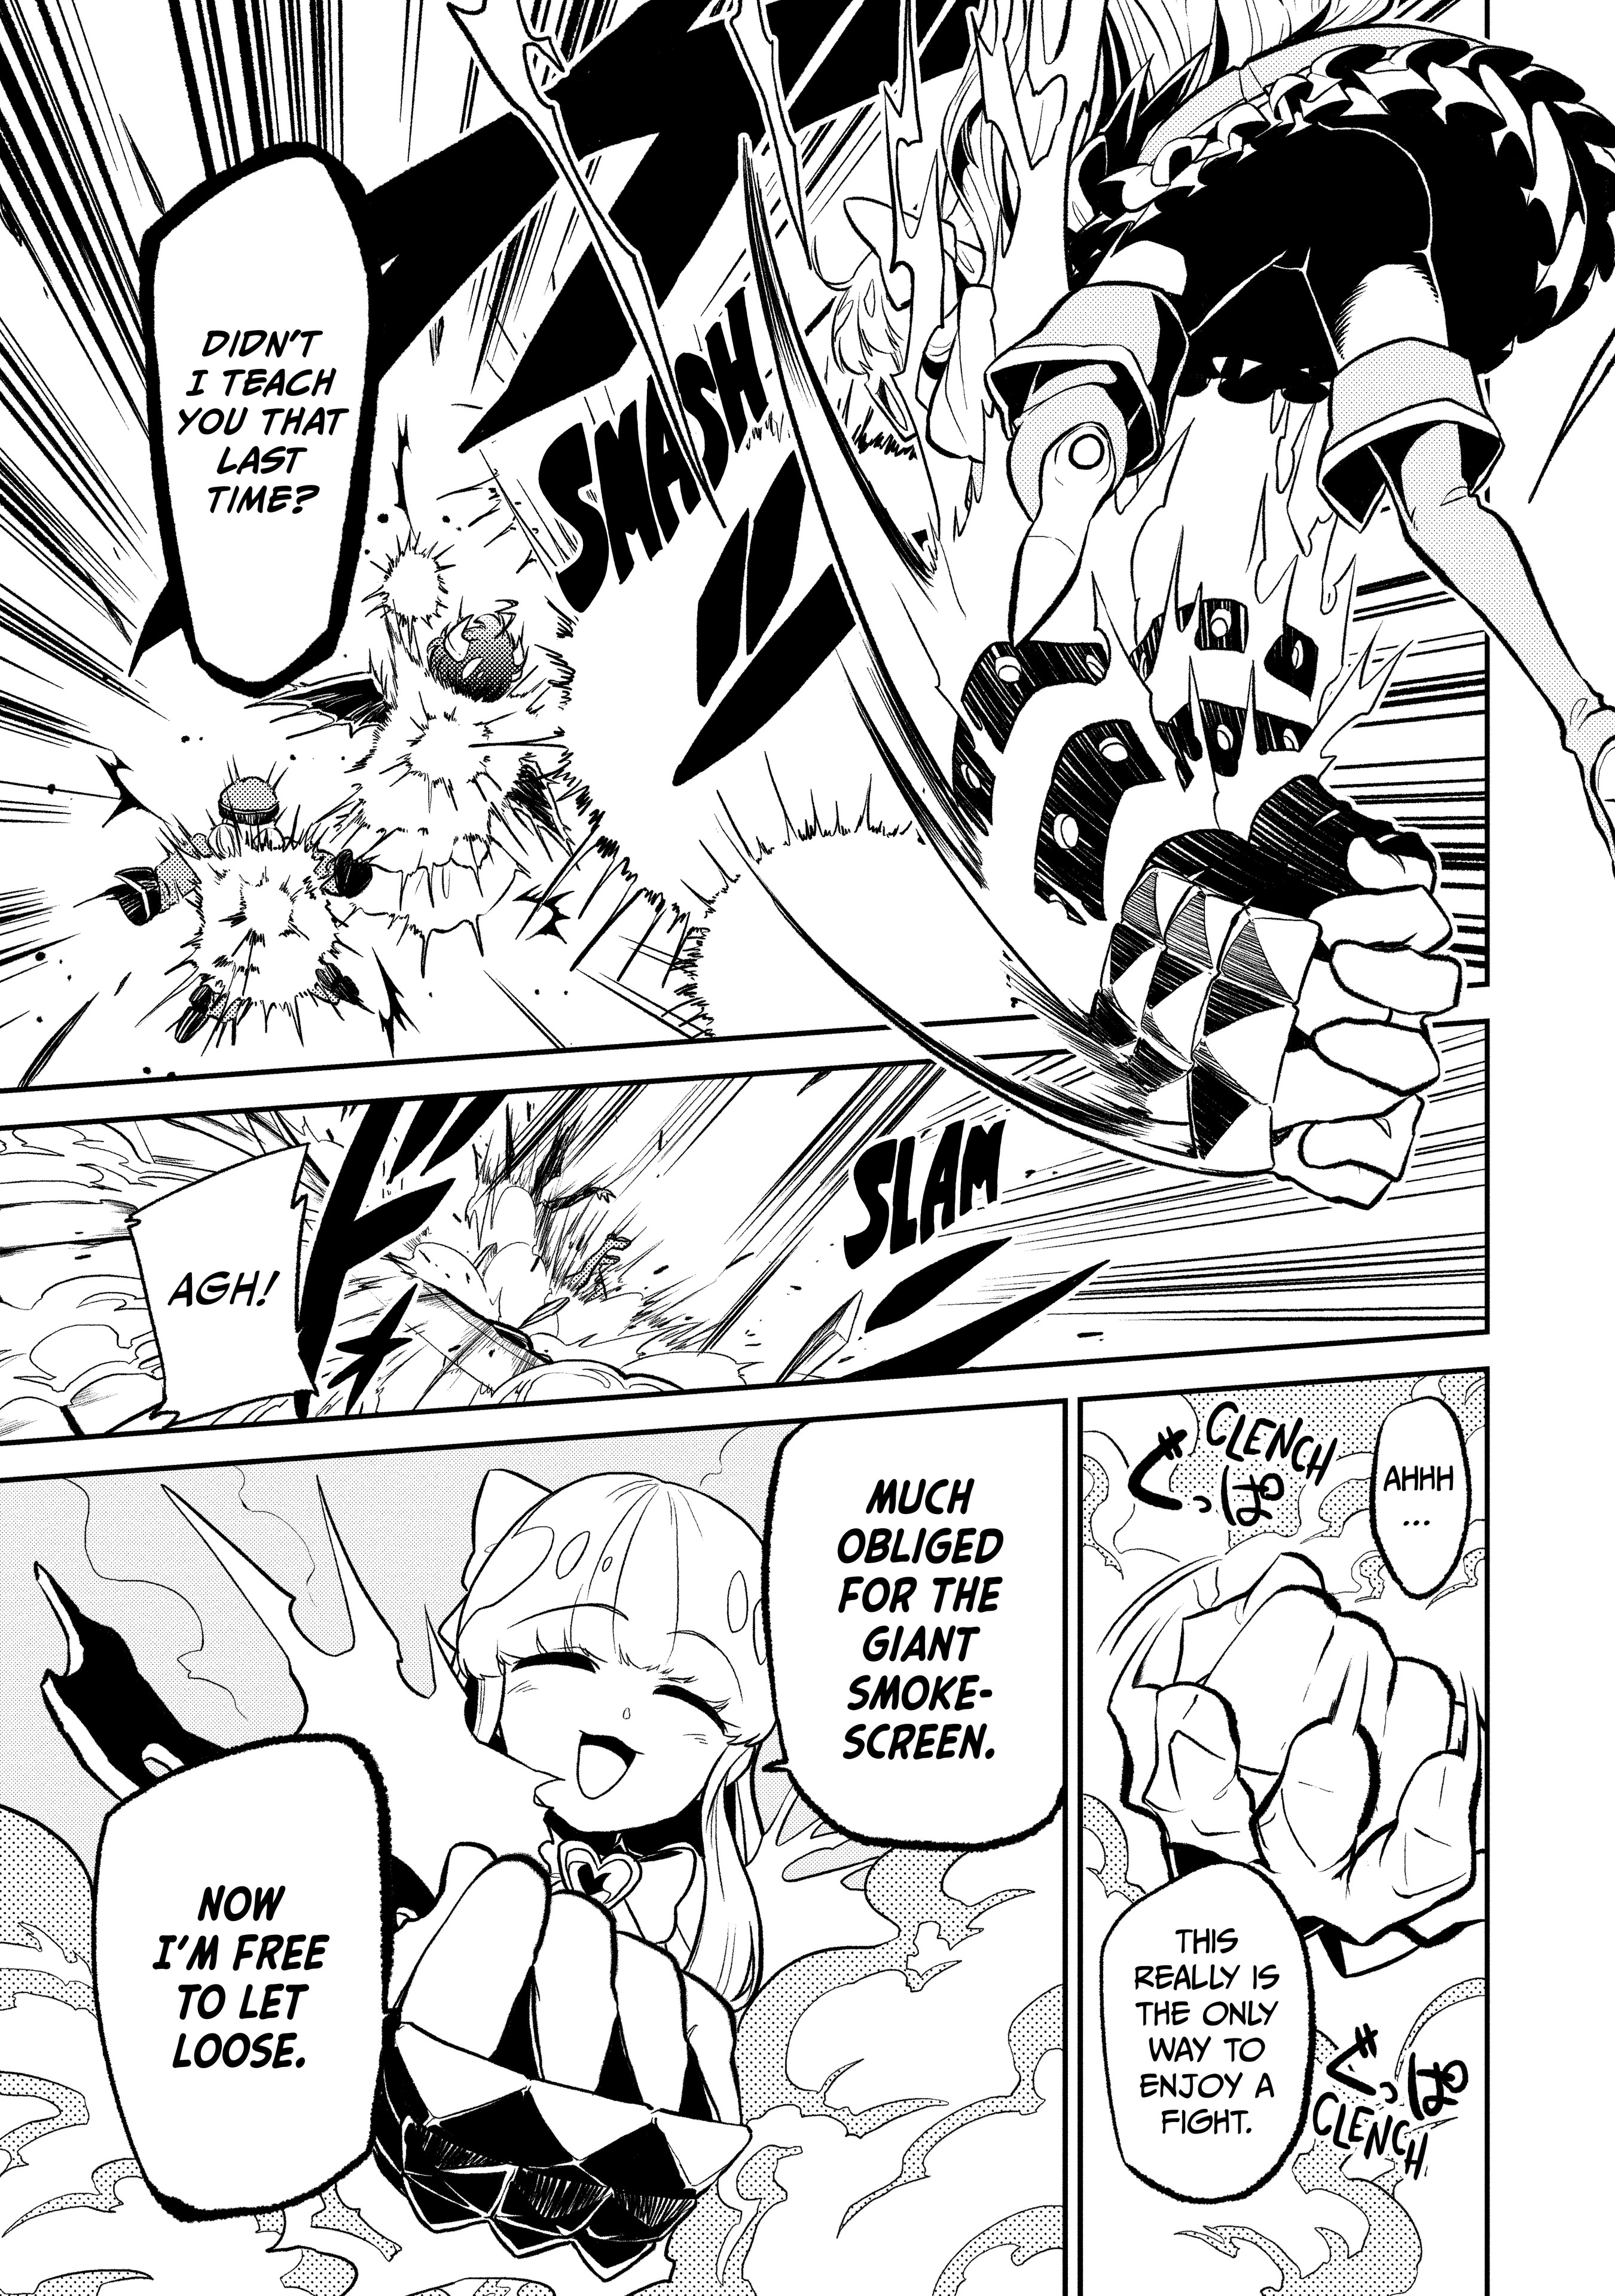 DIDN'T
I TEACH
YOU THAT
LAST
TIME?
SMASH
SLAM
AGH!
AHHH
...
CLENCH
ぐっぱ
THIS
REALLY IS
THE ONLY
WAY TO
ENJOY A
FIGHT.
ぐっぱ
CLENCH
MUCH
OBLIGED
FOR THE
GIANT
SMOKE-
SCREEN.
NOW
I'M FREE
TO LET
LOOSE.